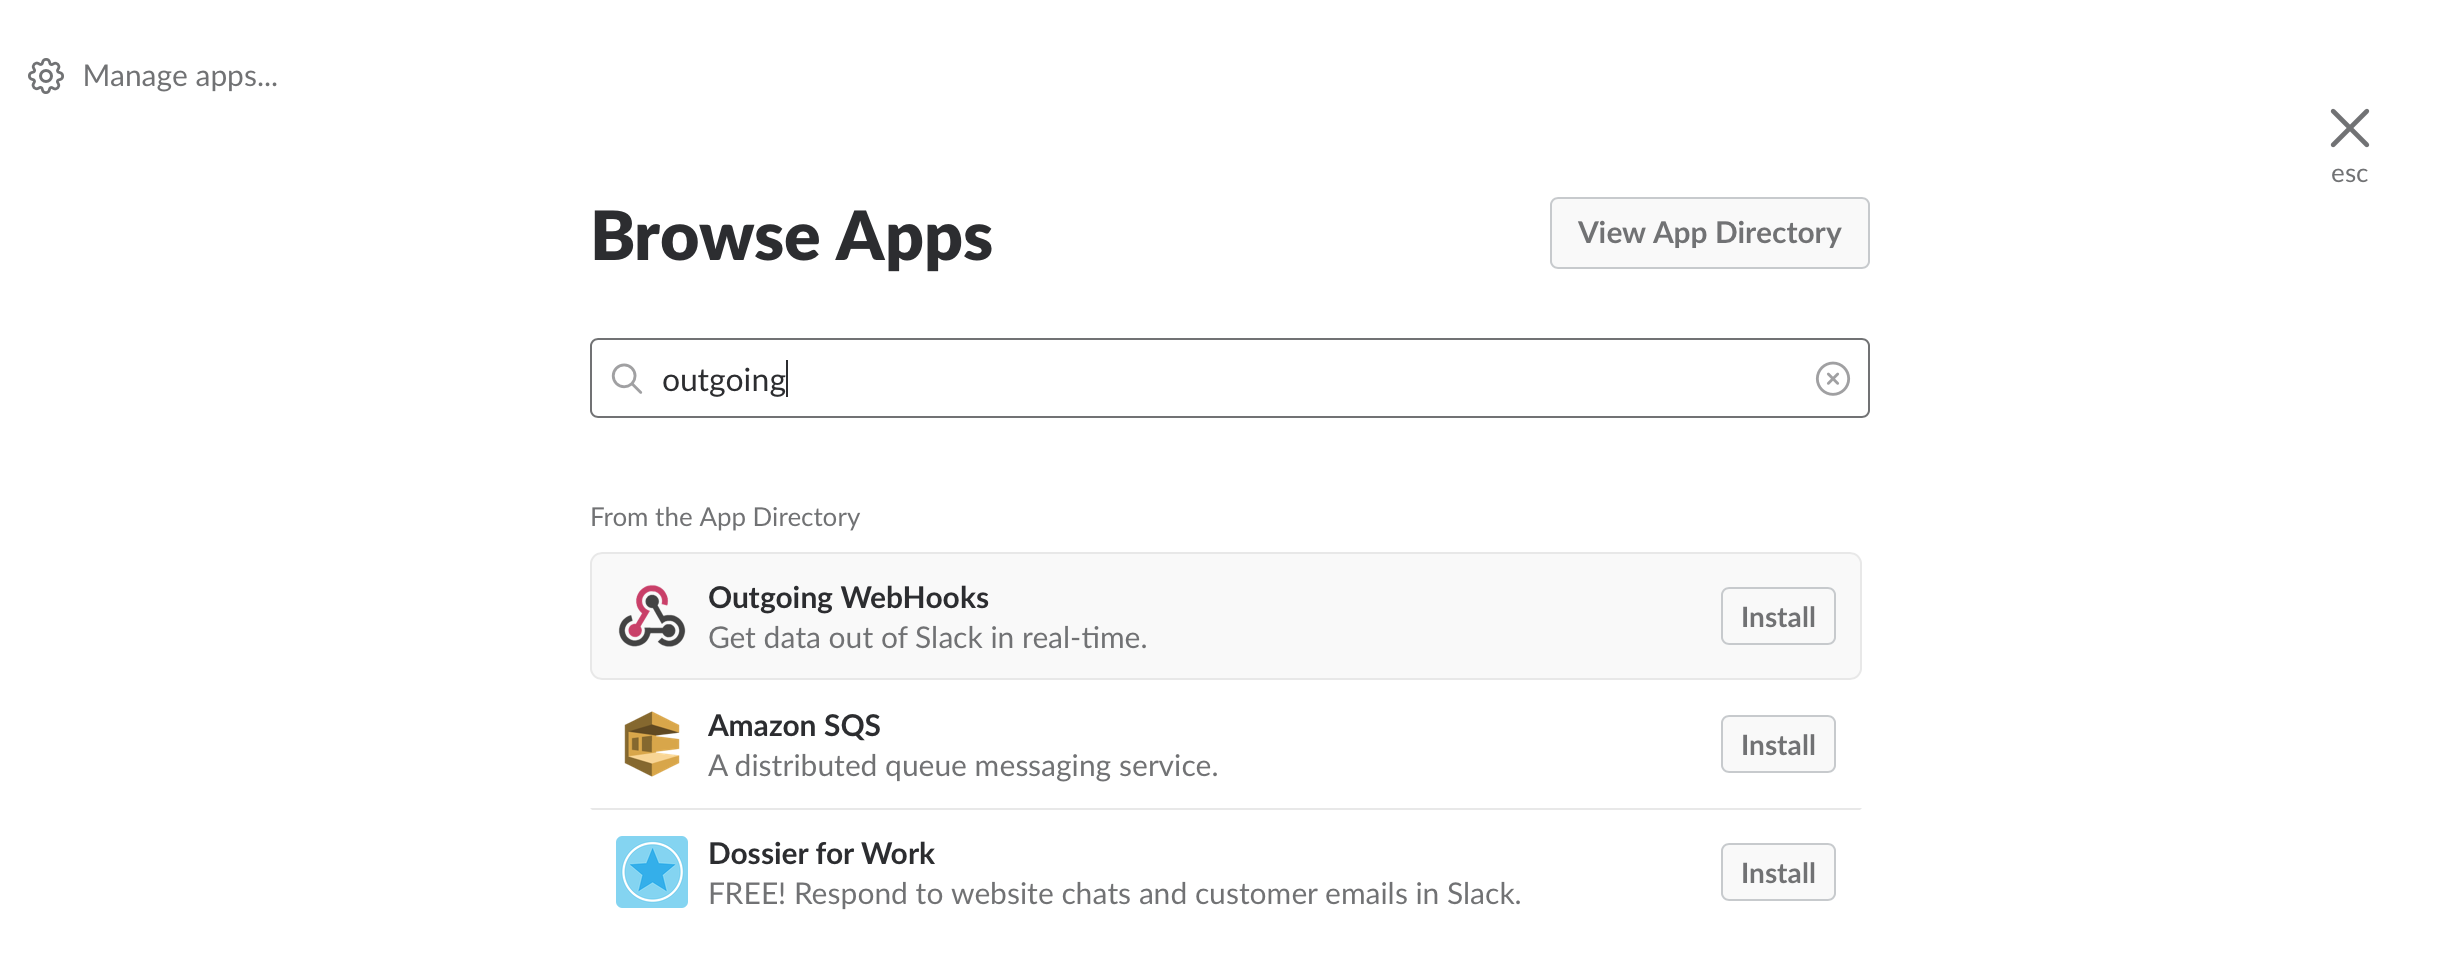 Manage apps...
esc
Browse Apps
View App Directory
outgoing
From the App Directory
Outgoing WebHooks
Get data out of Slack in real-time.
Install
Amazon SQS
A distributed queue messaging service.
Install
Dossier for Work
FREE! Respond to website chats and customer emails in Slack.
Install